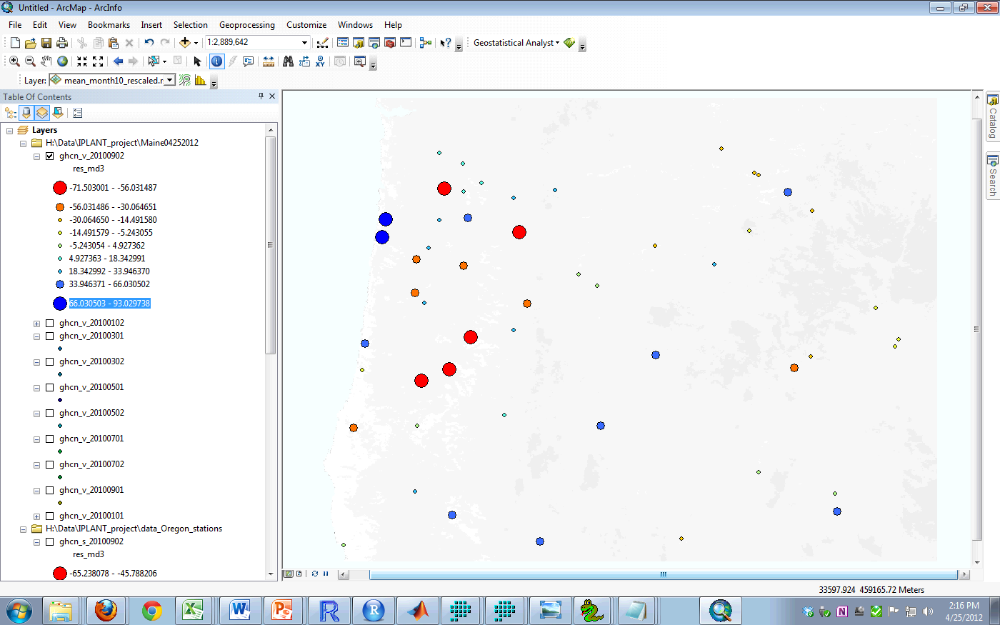 Untitled - ArcMap - ArcInfo
File Edit View Bookmarks Insert Selection Geoprocessing Customize Windows Help
1:2,889,642
Geostatistical Analyst
Layer: mean_month10_rescaled.r
Table Of Contents
Layers
H:\Data\IPLANT_project\Maine04252012
ghcn_v_20100902
res_md3
-71.503001 - -56.031487
-56.031486 - -30.064651
-30.064650 - -14.491580
-14.491579 - -5.243055
-5.243054 - 4.927362
4.927363 - 18.342991
18.342992 - 33.946370
33.946371 - 66.030502
66.030503 - 93.029738
ghcn_v_20100102
ghcn_v_20100301
ghcn_v_20100302
ghcn_v_20100501
ghcn_v_20100502
ghcn_v_20100701
ghcn_v_20100702
ghcn_v_20100901
ghcn_v_20100101
H:\Data\IPLANT_project\data_Oregon_stations
ghcn_s_20100902
res_md3
-65.238078 - -45.788206
Catalog
Search
33597.924 459165.72 Meters
2:16 PM
4/25/2012